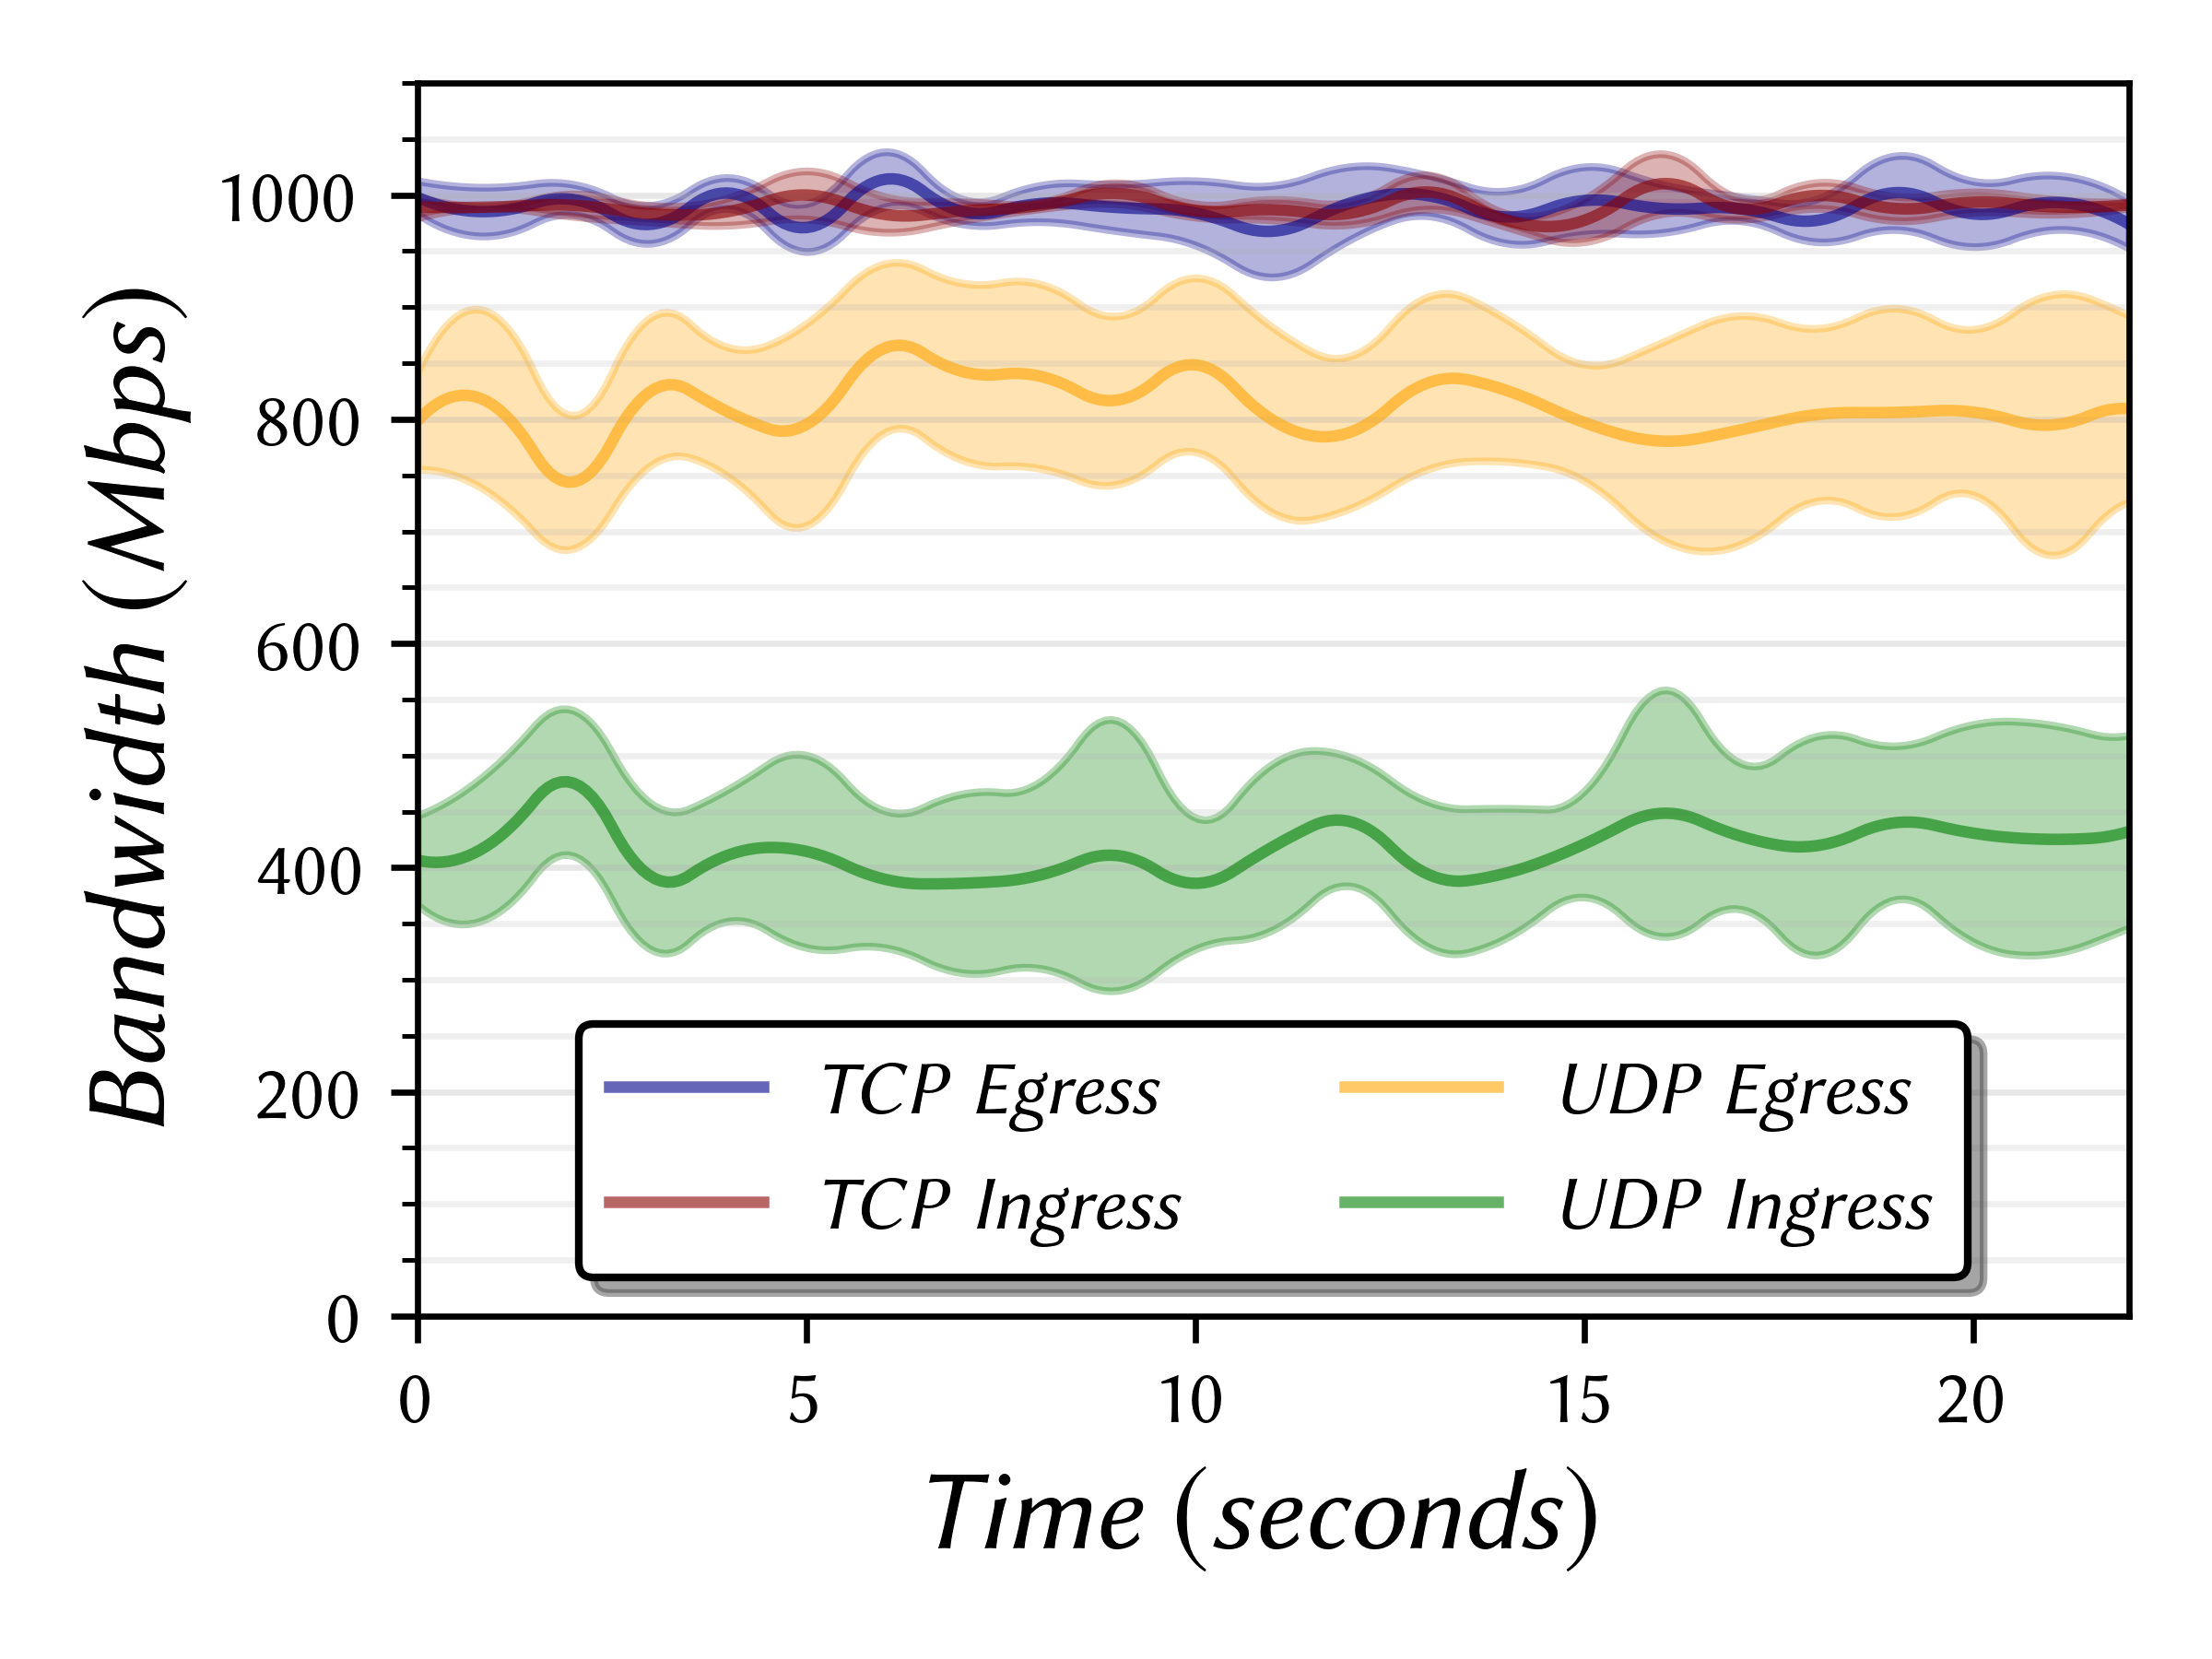 Bandwidth (Mbps)
1000
800
600
400
200
0
TCP Egress
UDP Egress
TCP Ingress
UDP Ingress
0 5 10 15 20
Time (seconds)